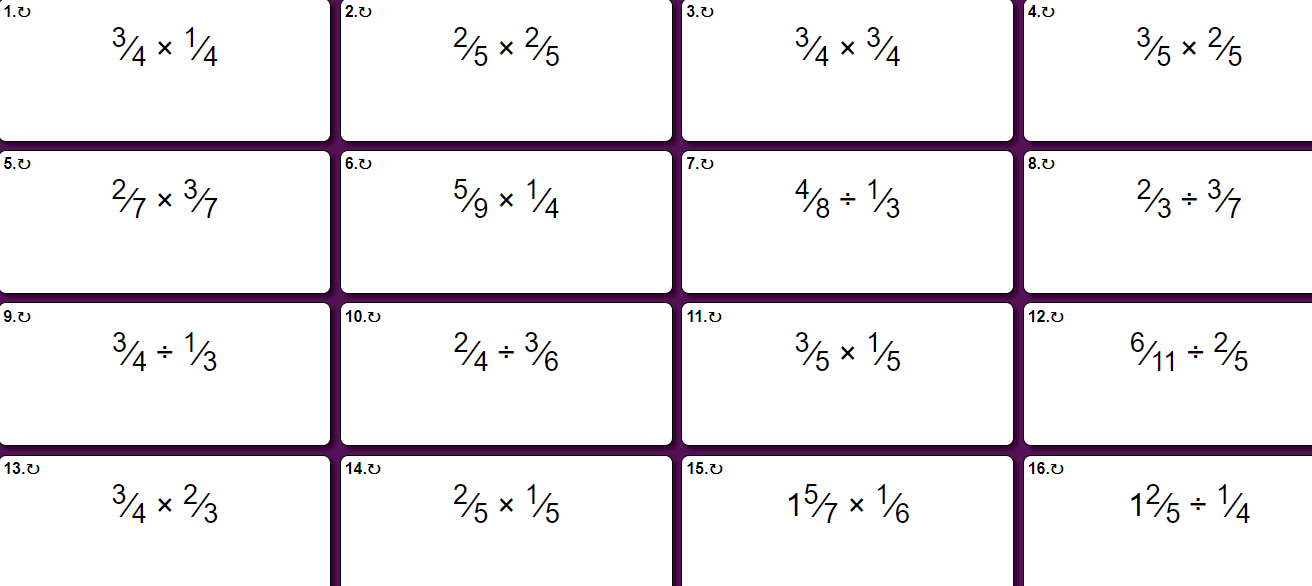 1.↻ 2.↻ 3.↻ 4.↻
3⁄4 × 1⁄4 2⁄5 × 2⁄5 3⁄4 × 3⁄4 3⁄5 × 2⁄5
5.↻ 6.↻ 7.↻ 8.↻
2⁄7 × 3⁄7 5⁄9 × 1⁄4 4⁄8 ÷ 1⁄3 2⁄3 ÷ 3⁄7
9.↻ 10.↻ 11.↻ 12.↻
3⁄4 ÷ 1⁄3 2⁄4 ÷ 3⁄6 3⁄5 × 1⁄5 6⁄11 ÷ 2⁄5
13.↻ 14.↻ 15.↻ 16.↻
3⁄4 × 2⁄3 2⁄5 × 1⁄5 1 5⁄7 × 1⁄6 1 2⁄5 ÷ 1⁄4